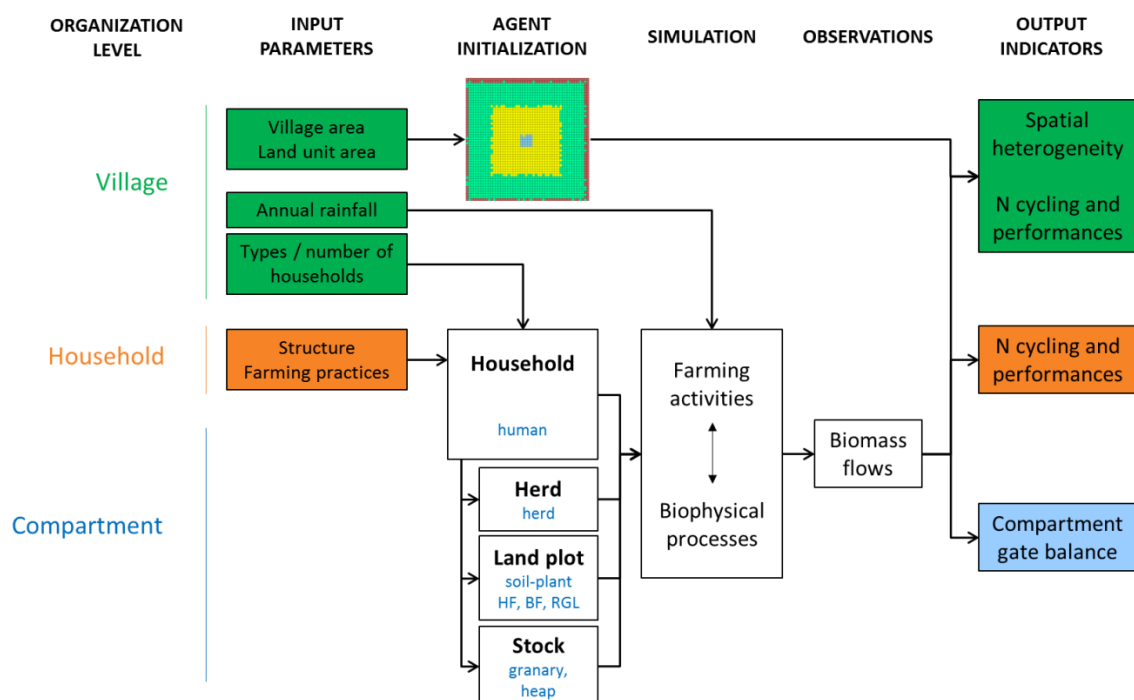 ORGANIZATION
LEVEL
INPUT
PARAMETERS
AGENT
INITIALIZATION
SIMULATION
OBSERVATIONS
OUTPUT
INDICATORS
Village
Village area
Land unit area
Annual rainfall
Types / number of
households
Spatial
heterogeneity
N cycling and
performances
Household
Structure
Farming practices
Household
human
Farming
activities
Biophysical
processes
Biomass
flows
N cycling and
performances
Compartment
Herd
herd
Land plot
soil-plant
HF, BF, RGL
Stock
granary,
heap
Compartment
gate balance